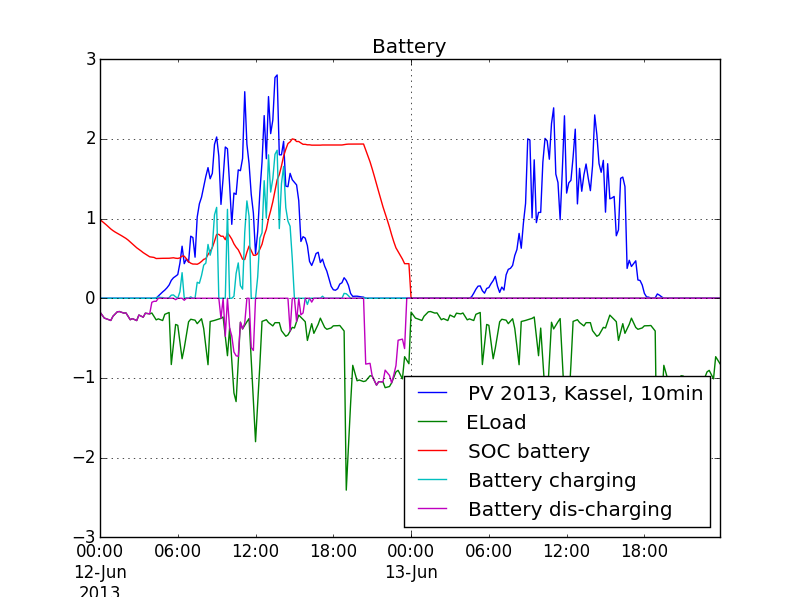 Battery
3
2
1
0
−1
−2
−3
00:00 06:00 12:00 18:00 00:00 06:00 12:00 18:00
12-Jun 13-Jun
2013
PV 2013, Kassel, 10min
ELoad
SOC battery
Battery charging
Battery dis-charging